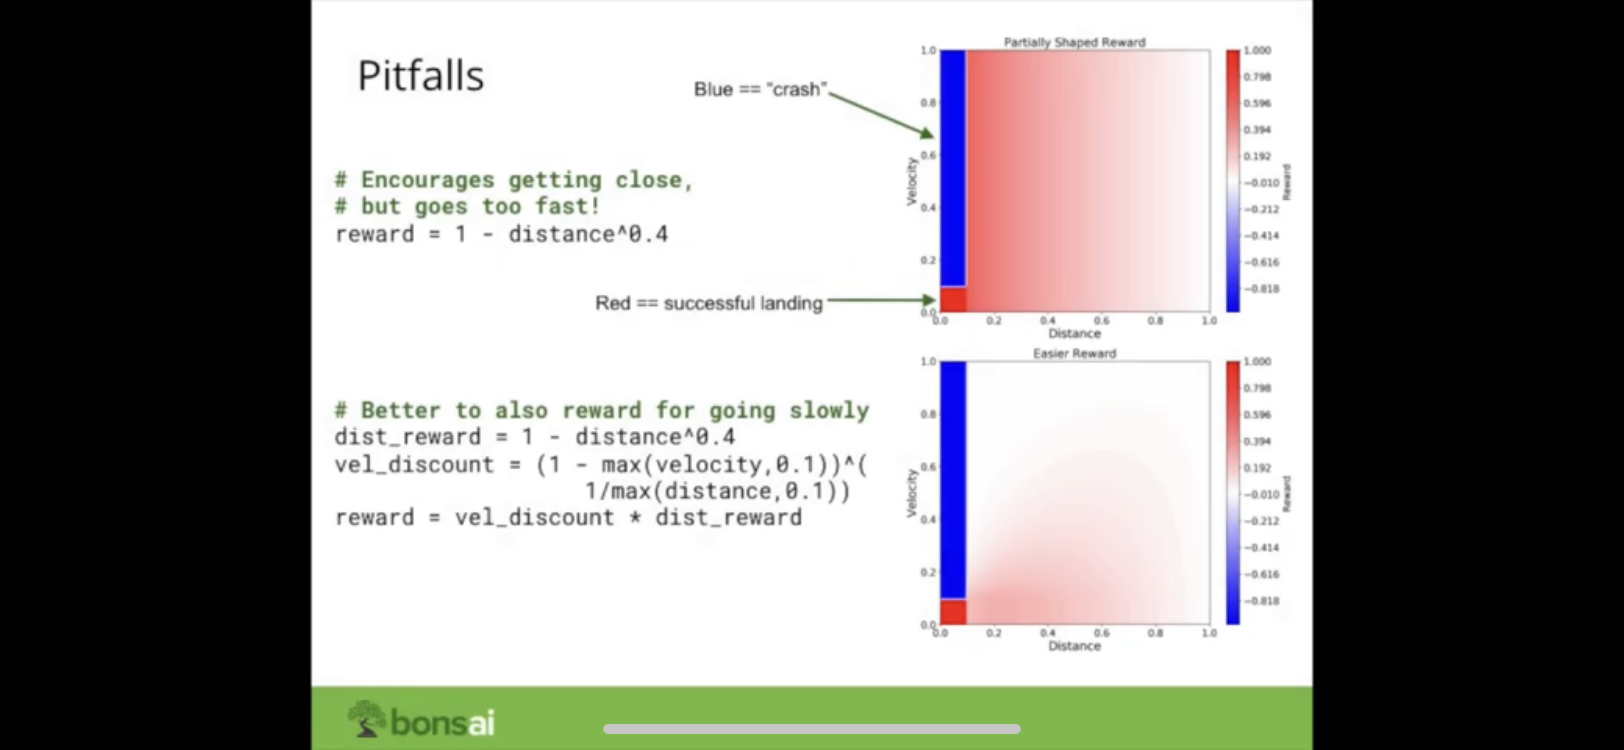 Pitfalls
Blue == "crash"
# Encourages getting close,
# but goes too fast!
reward = 1 - distance^0.4
Red == successful landing
# Better to also reward for going slowly
dist_reward = 1 - distance^0.4
vel_discount = (1 - max(velocity,0.1))^(
1/max(distance,0.1))
reward = vel_discount * dist_reward
Partially Shaped Reward
1.0
0.8
0.6
0.4
0.2
0.0
Velocity
0.0 0.2 0.4 0.6 0.8 1.0
Distance
1.000
0.798
0.596
0.394
0.192
−0.010
−0.212
−0.414
−0.616
−0.818
Reward
Easier Reward
1.0
0.8
0.6
0.4
0.2
0.0
Velocity
0.0 0.2 0.4 0.6 0.8 1.0
Distance
1.000
0.798
0.596
0.394
0.192
−0.010
−0.212
−0.414
−0.616
−0.818
Reward
bonsai